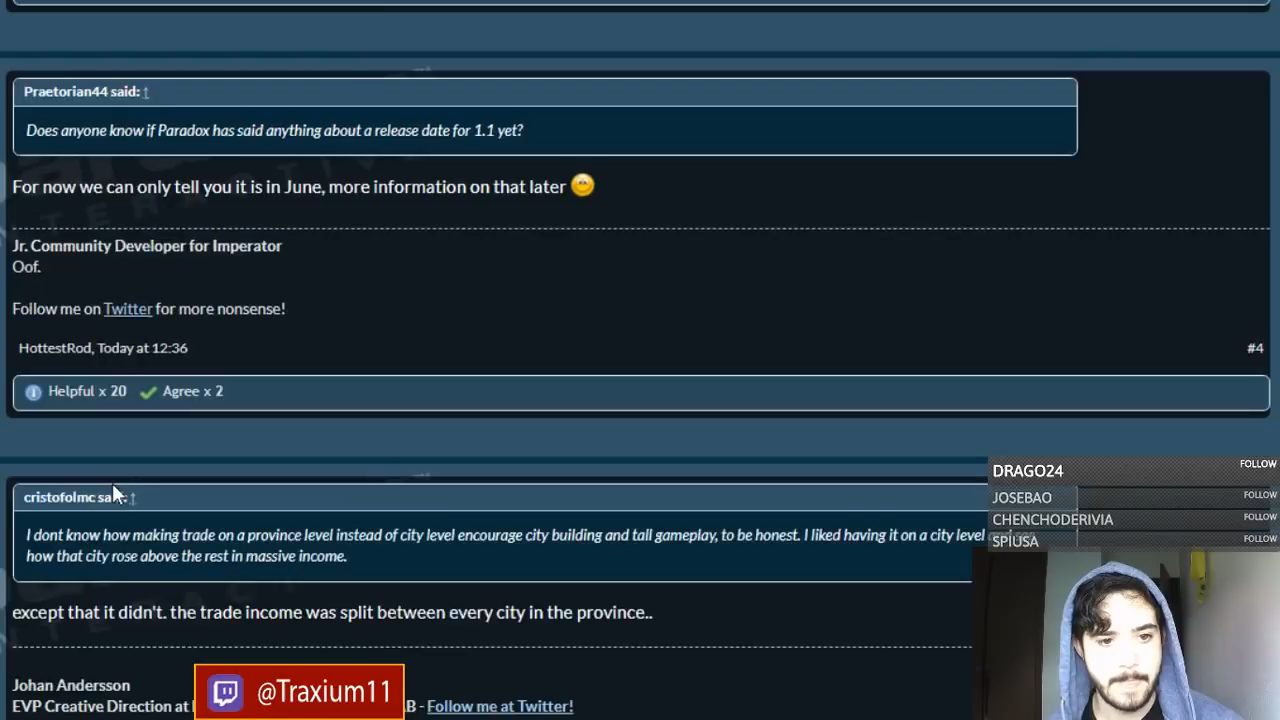 Praetorian44 said: ↑
Does anyone know if Paradox has said anything about a release date for 1.1 yet?
For now we can only tell you it is in June, more information on that later
Jr. Community Developer for Imperator
Oof.
Follow me on Twitter for more nonsense!
HottestRod, Today at 12:36
#4
Helpful x 20 Agree x 2
cristofolmc
I dont know how making trade on a province level instead of city level encourage city building and tall gameplay, to be honest. I liked having it on a city level
how that city rose above the rest in massive income.
except that it didn't. the trade income was split between every city in the province..
Johan Andersson
EVP Creative Direction at
B - Follow me at Twitter!
@Traxium11
DRAGO24 FOLLOW
JOSEBAO FOLLOW
CHENCHODERIVIA FOLLOW
SPIUSA FOLLOW